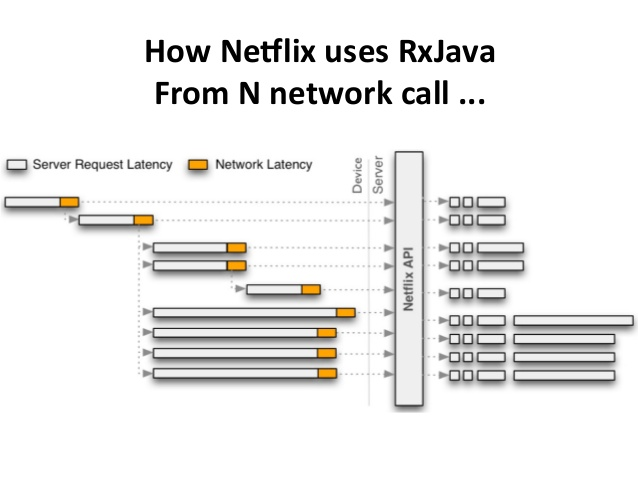 How Netflix uses RxJava
From N network call ...
Server Request Latency
Network Latency
Device
Server
Netflix API